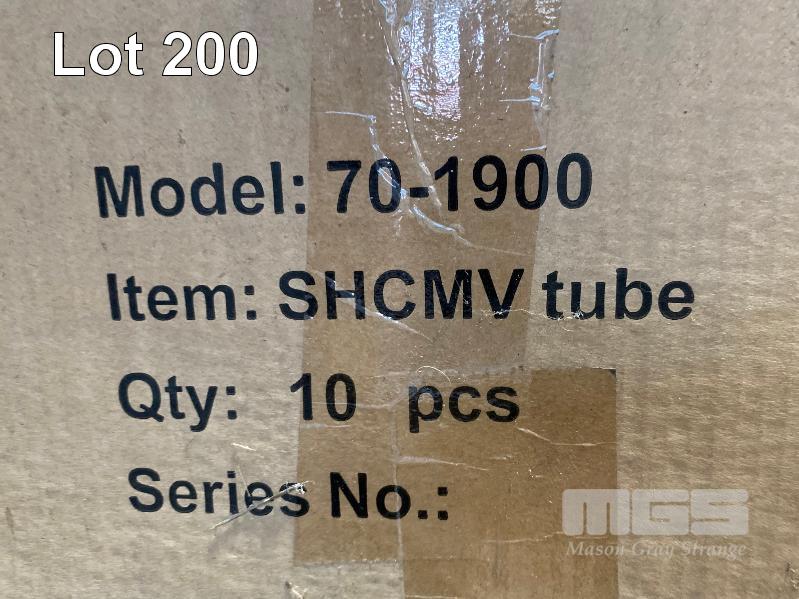 Lot 200
Model: 70-1900
Item: SHCMV tube
Qty: 10 pcs
Series No.:
MGS
Mason Gray Strange